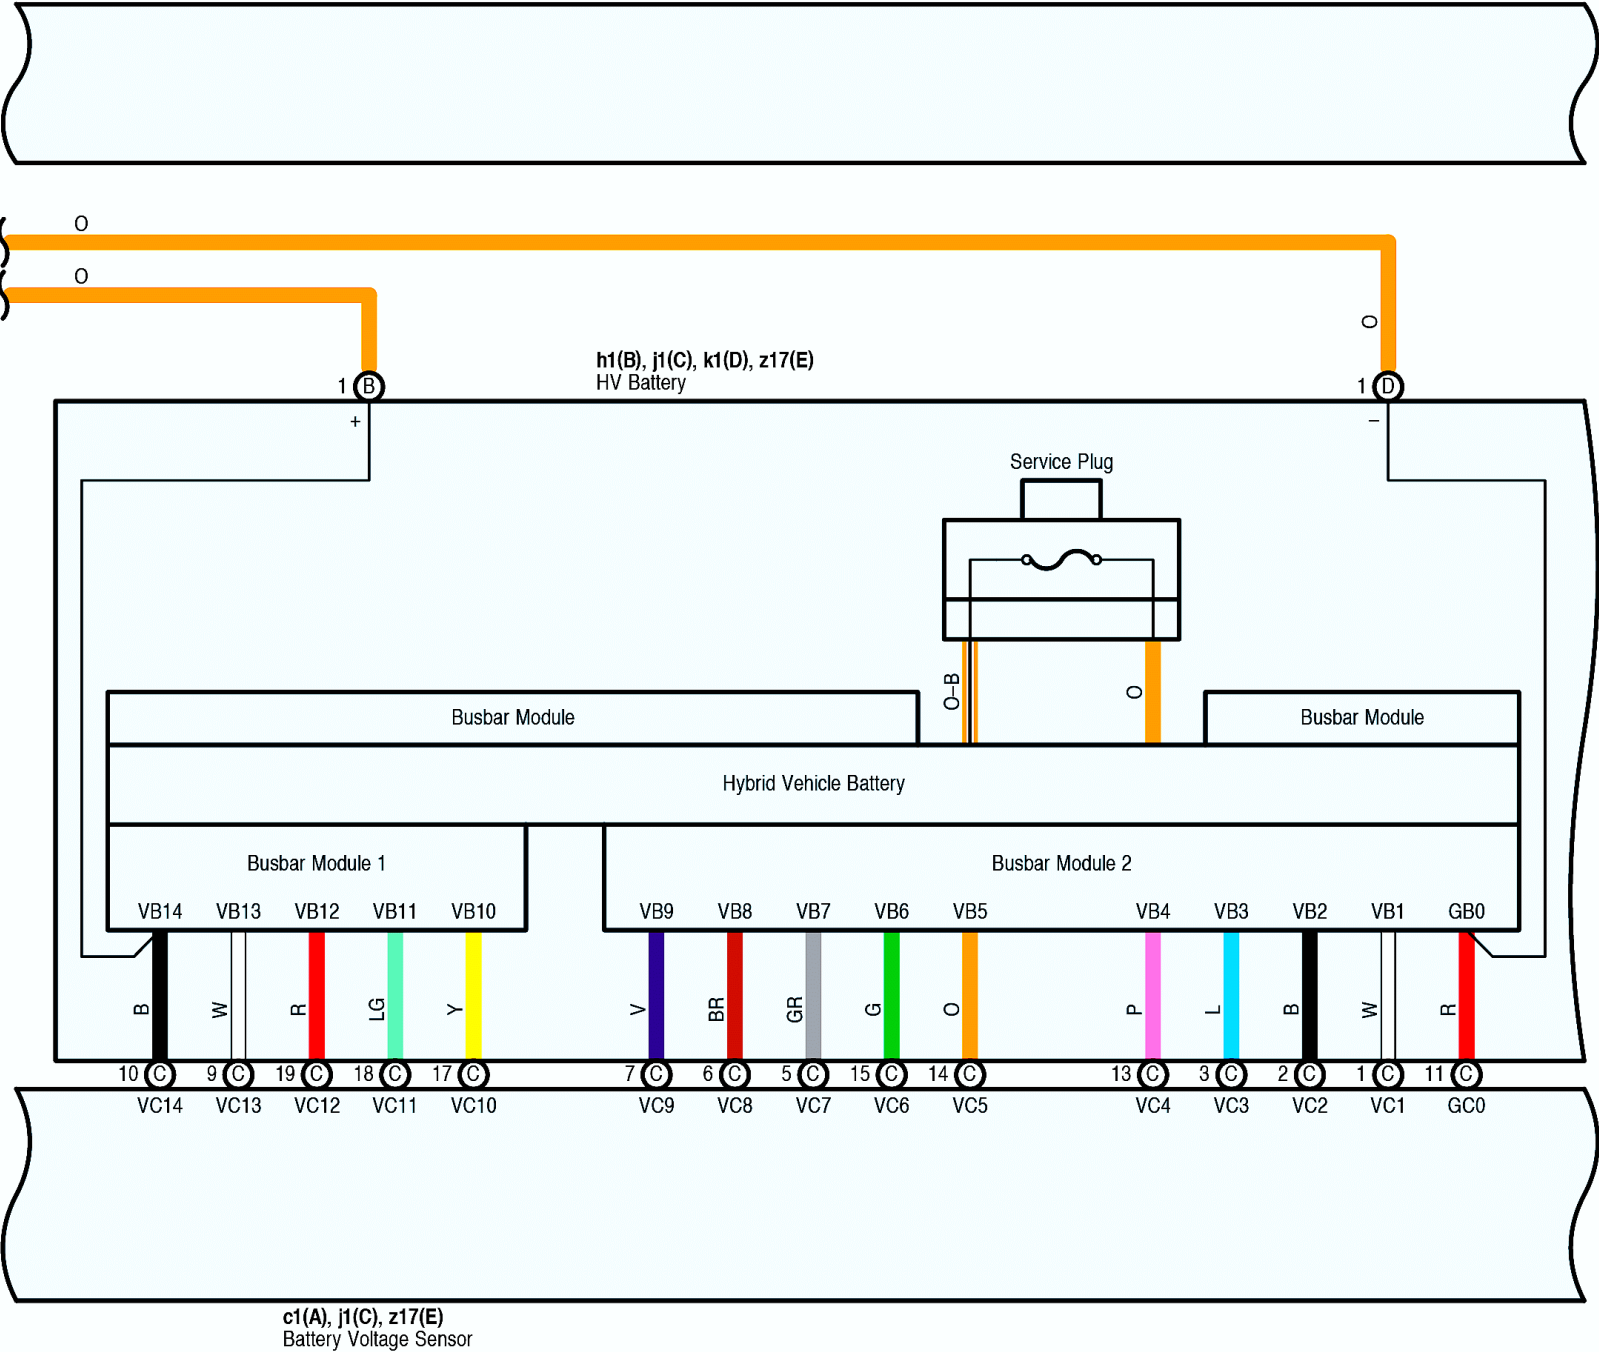 O
O
O
h1(B), j1(C), k1(D), z17(E)
HV Battery
1 B
1 D
+
−
Service Plug
O−B
O
Busbar Module
Busbar Module
Hybrid Vehicle Battery
Busbar Module 1
Busbar Module 2
VB14 VB13 VB12 VB11 VB10 VB9 VB8 VB7 VB6 VB5 VB4 VB3 VB2 VB1 GB0
B W R LG Y V BR GR G O P L B W R
10 C 9 C 19 C 18 C 17 C 7 C 6 C 5 C 15 C 14 C 13 C 3 C 2 C 1 C 11 C
VC14 VC13 VC12 VC11 VC10 VC9 VC8 VC7 VC6 VC5 VC4 VC3 VC2 VC1 GC0
c1(A), j1(C), z17(E)
Battery Voltage Sensor